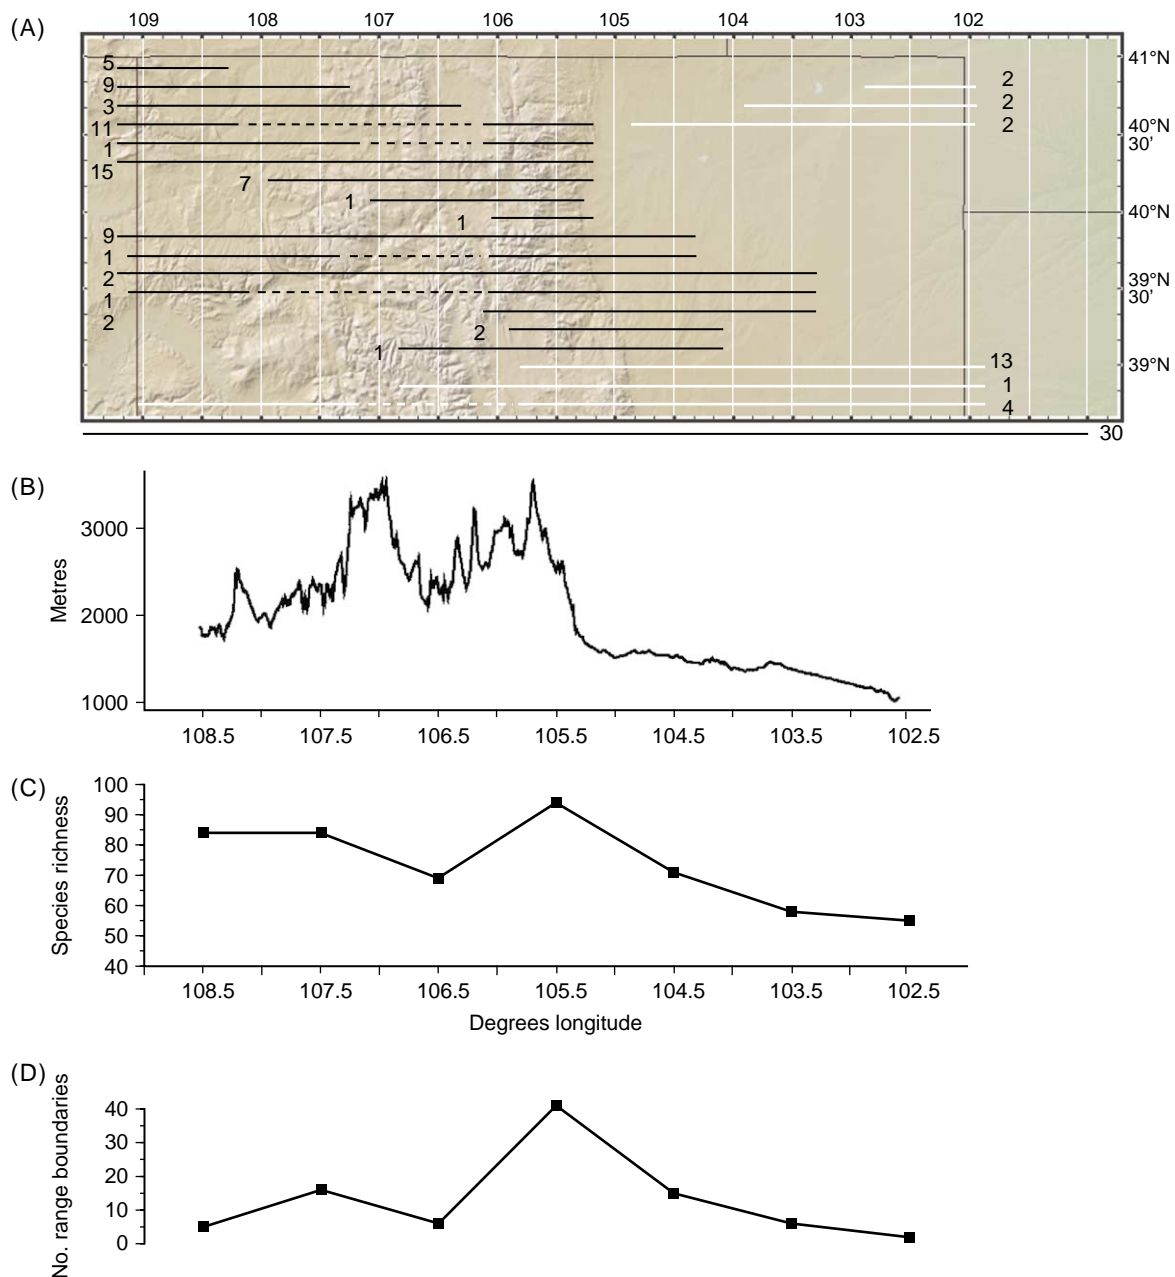 (A)
109 108 107 106 105 104 103 102
5
9
3
11
1
15
7
1
1
9
1
2
1
2
2
1
2
2
2
13
1
4
30
41°N
40°N
30'
40°N
39°N
30'
39°N
(B)
Metres
3000
2000
1000
108.5 107.5 106.5 105.5 104.5 103.5 102.5
(C)
Species richness
100
90
80
70
60
50
40
108.5 107.5 106.5 105.5 104.5 103.5 102.5
Degrees longitude
(D)
No. range boundaries
40
30
20
10
0